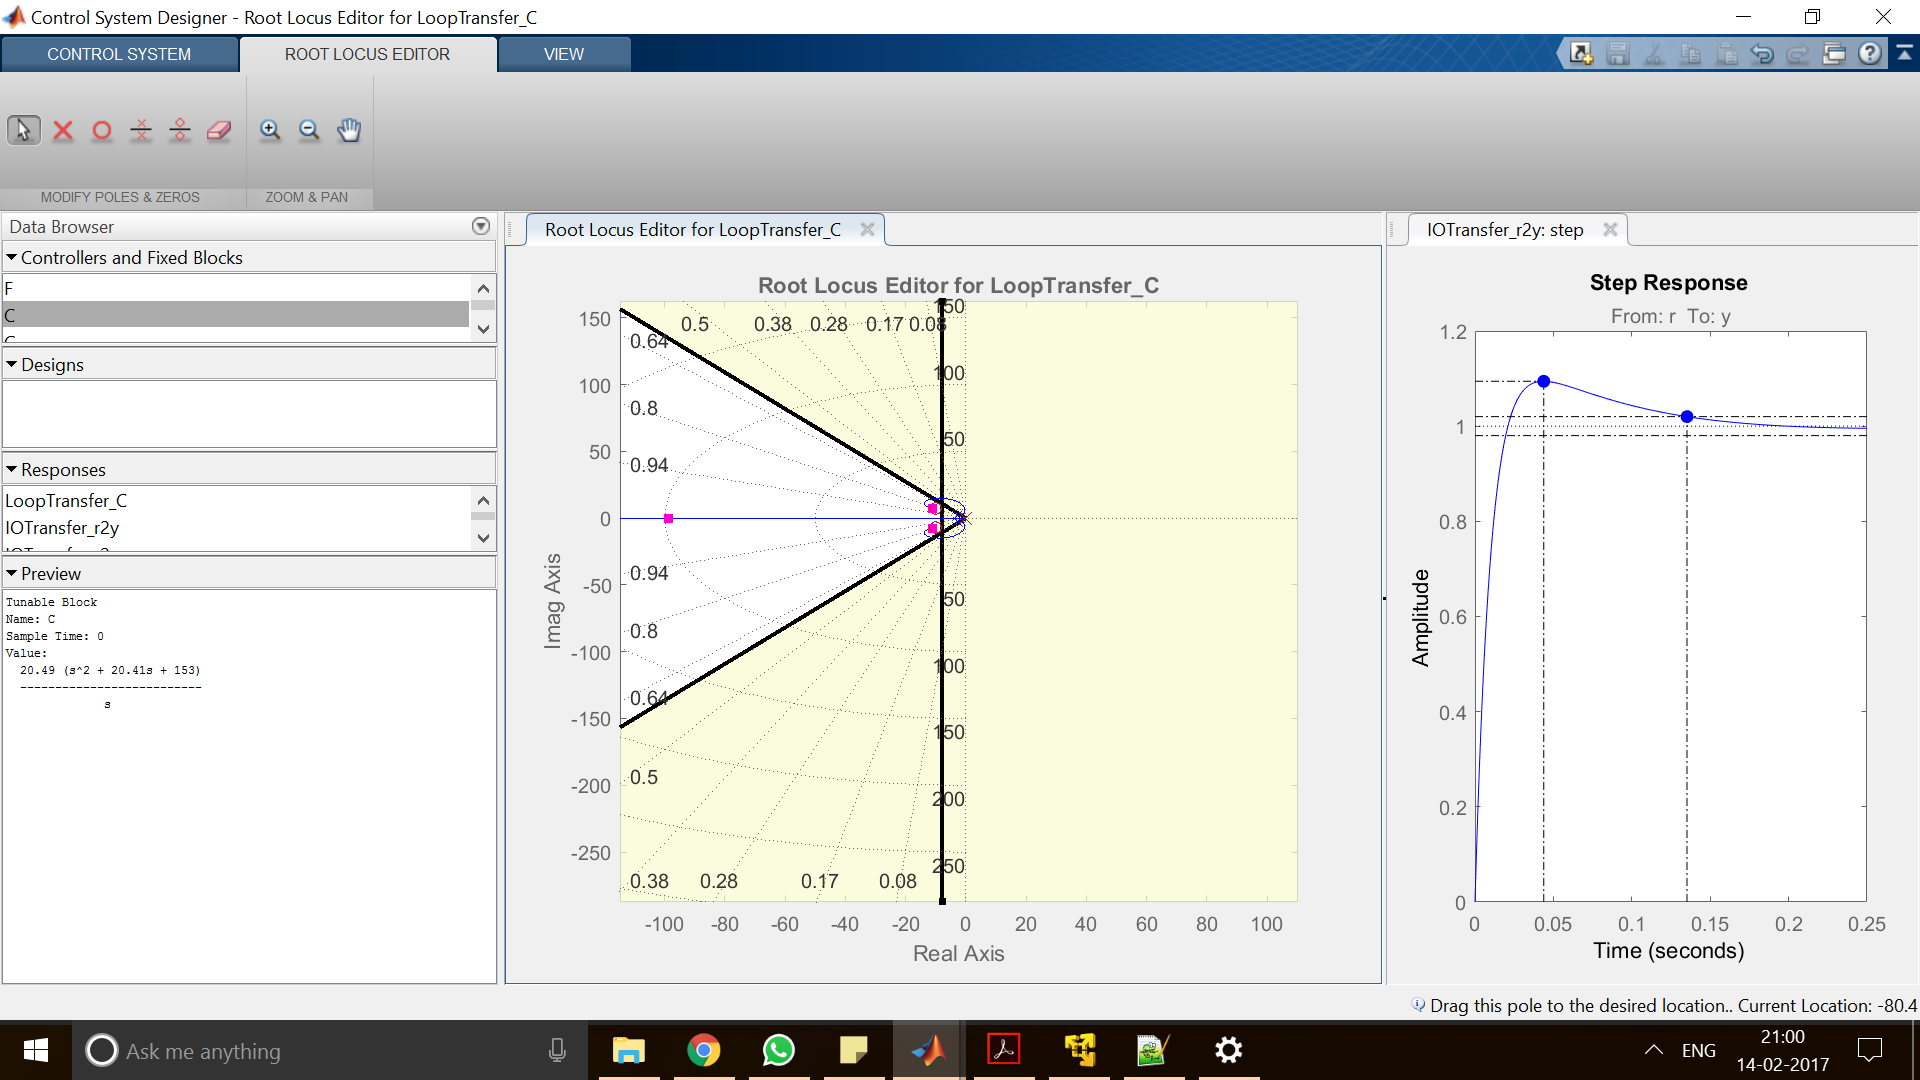 Control System Designer - Root Locus Editor for LoopTransfer_C
CONTROL SYSTEM
ROOT LOCUS EDITOR
VIEW
MODIFY POLES & ZEROS
ZOOM & PAN
Data Browser
Controllers and Fixed Blocks
F
C
Designs
Responses
LoopTransfer_C
IOTransfer_r2y
Preview
Tunable Block
Name: C
Sample Time: 0
Value:
20.49 (s^2 + 20.41s + 153)
--------------------------
s
Root Locus Editor for LoopTransfer_C
Root Locus Editor for LoopTransfer_C
150
100
50
0
-50
-100
-150
-200
-250
Imag Axis
0.5
0.38
0.28
0.17
0.08
0.64
0.8
0.94
0.94
0.8
0.64
0.5
0.38
0.28
0.17
0.08
150
100
50
50
100
150
200
250
-100
-80
-60
-40
-20
0
20
40
60
80
100
Real Axis
IOTransfer_r2y: step
Step Response
From: r To: y
1.2
1
0.8
0.6
0.4
0.2
0
Amplitude
0
0.05
0.1
0.15
0.2
0.25
Time (seconds)
Drag this pole to the desired location.. Current Location: -80.4
Ask me anything
ENG
21:00
14-02-2017